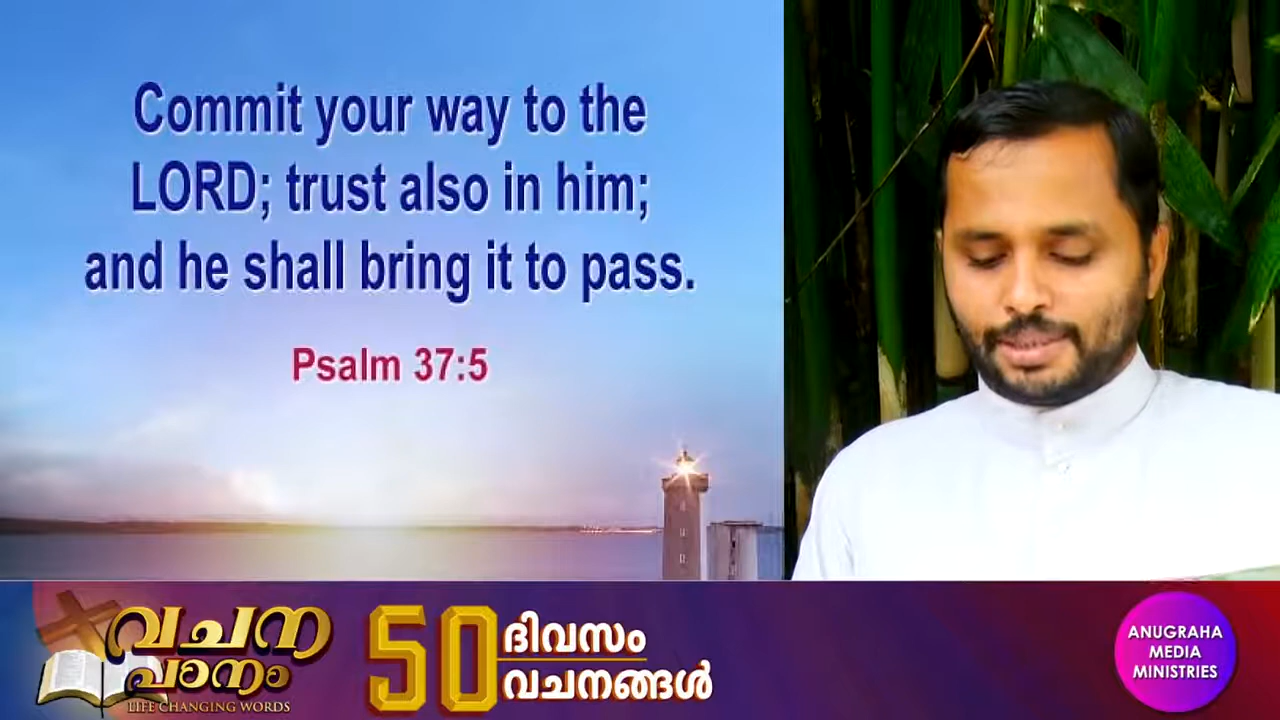 Commit your way to the
LORD; trust also in him;
and he shall bring it to pass.
Psalm 37:5
വചന
പാനം
LIFE CHANGING WORDS
50 ദിവസം
വചനങ്ങൾ
ANUGRAHA
MEDIA
MINISTRIES